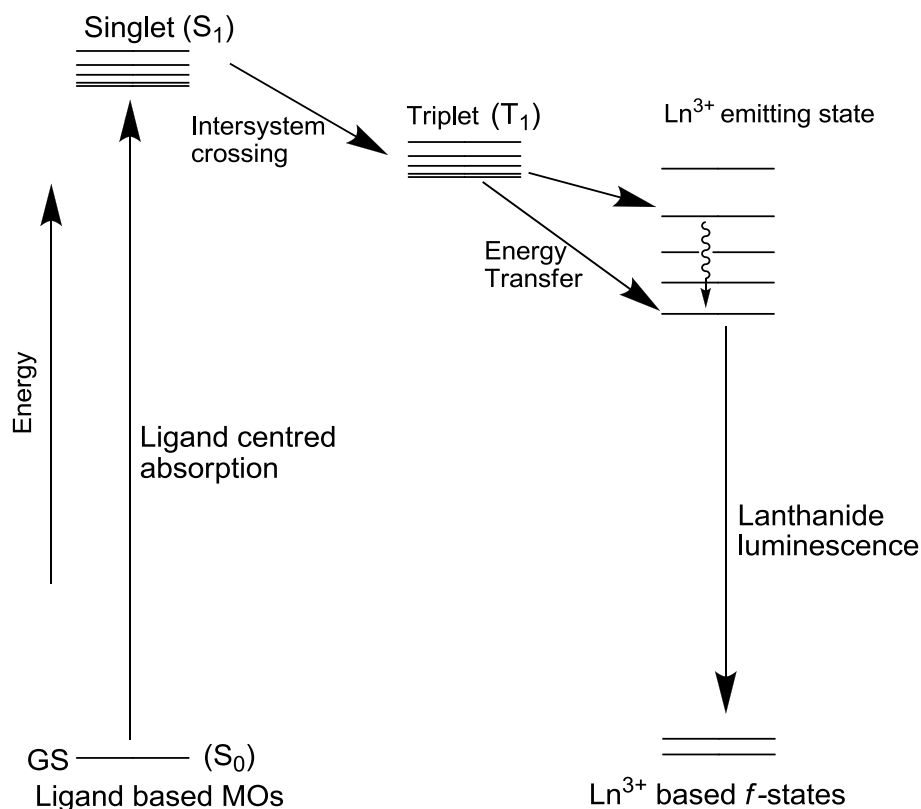 Singlet (S₁)
Intersystem
crossing
Triplet (T₁)
Ln³⁺ emitting state
Energy
Transfer
Energy
Ligand centred
absorption
Lanthanide
luminescence
GS
(S₀)
Ligand based MOs
Ln³⁺ based f-states